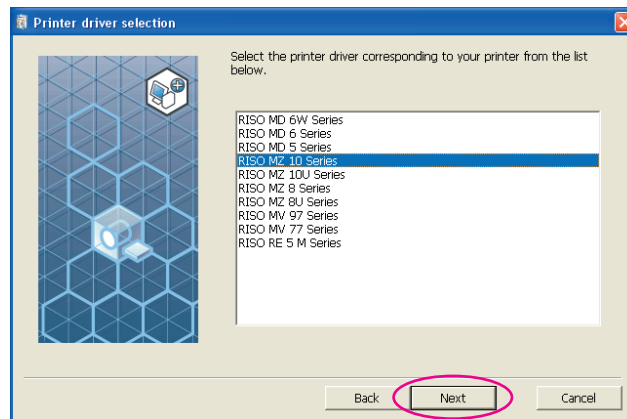 Printer driver selection
Select the printer driver corresponding to your printer from the list
below.
RISO MD 6W Series
RISO MD 6 Series
RISO MD 5 Series
RISO MZ 10 Series
RISO MZ 10U Series
RISO MZ 8 Series
RISO MZ 8U Series
RISO MV 97 Series
RISO MV 77 Series
RISO RE 5 M Series
Back
Next
Cancel